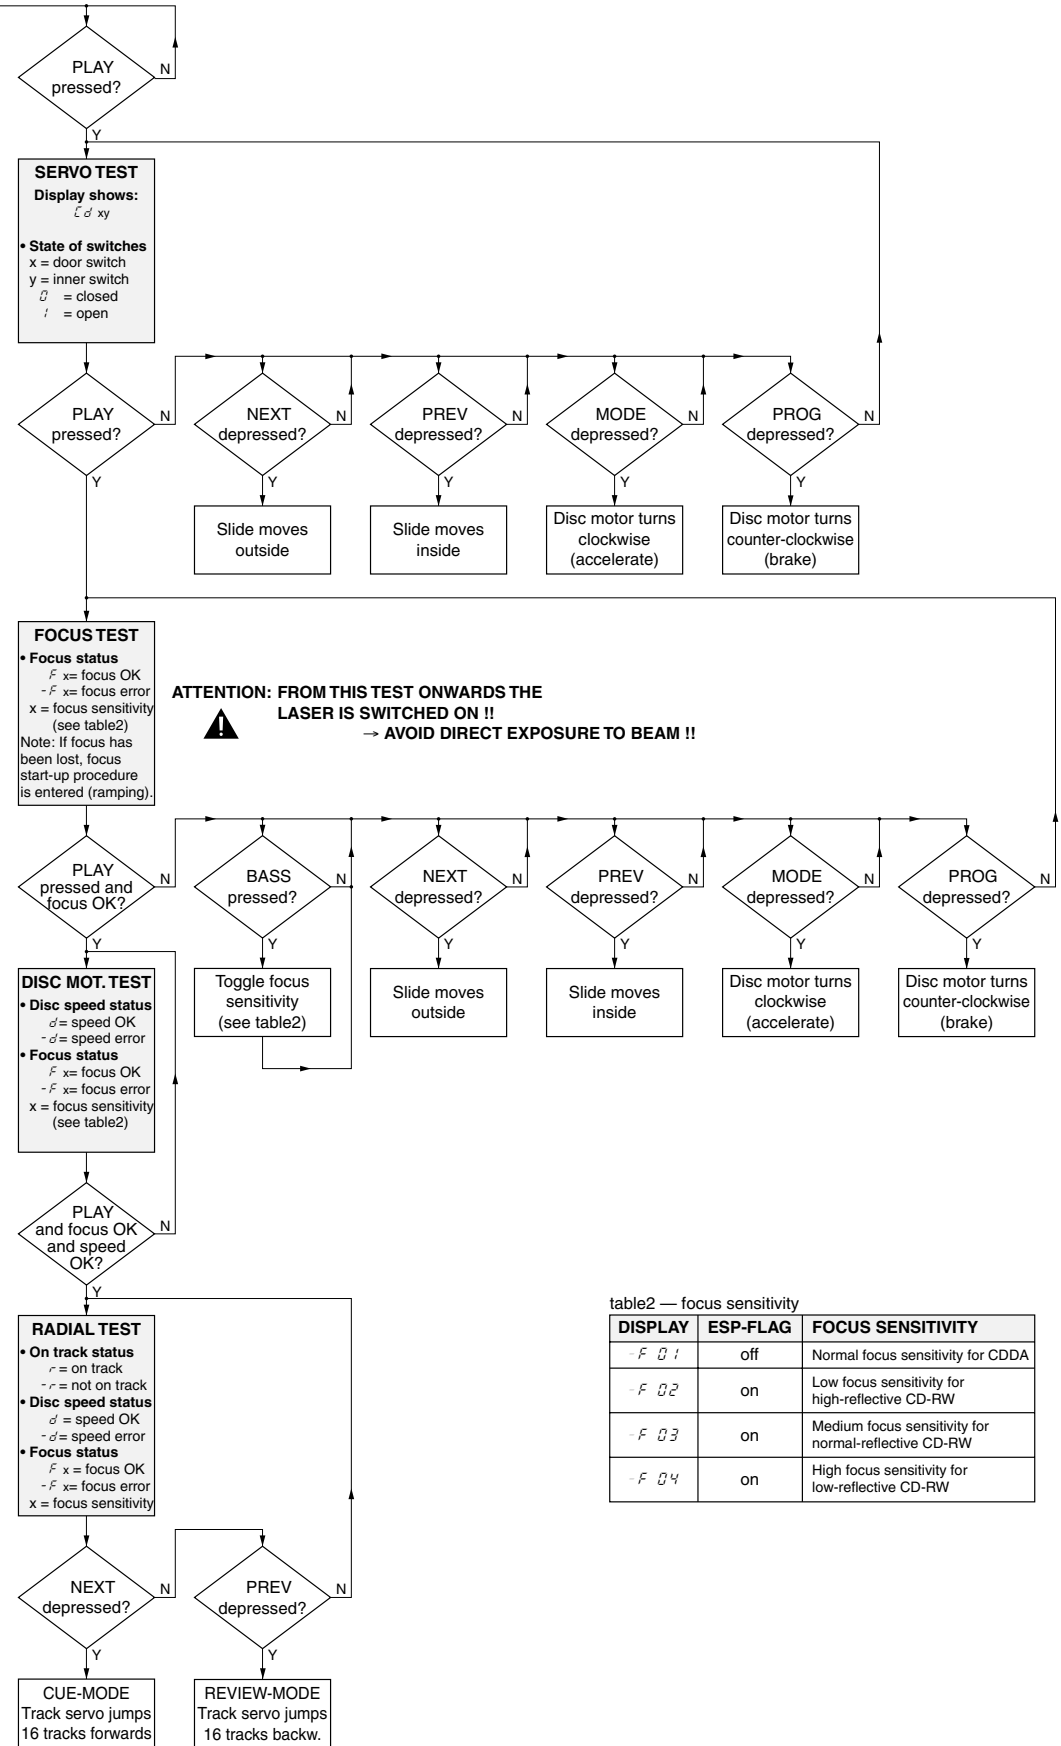 PLAY
pressed?
N
Y
SERVO TEST
Display shows:
Cd xy
• State of switches
x = door switch
y = inner switch
0 = closed
1 = open
PLAY
pressed?
N
Y
NEXT
depressed?
N
Y
PREV
depressed?
N
Y
MODE
depressed?
N
Y
PROG
depressed?
N
Y
Slide moves
outside
Slide moves
inside
Disc motor turns
clockwise
(accelerate)
Disc motor turns
counter-clockwise
(brake)
FOCUS TEST
• Focus status
F x= focus OK
-F x= focus error
x = focus sensitivity
(see table2)
Note: If focus has
been lost, focus
start-up procedure
is entered (ramping).
ATTENTION: FROM THIS TEST ONWARDS THE
LASER IS SWITCHED ON !!
→ AVOID DIRECT EXPOSURE TO BEAM !!
PLAY
pressed and
focus OK?
N
Y
BASS
pressed?
N
Y
NEXT
depressed?
N
Y
PREV
depressed?
N
Y
MODE
depressed?
N
Y
PROG
depressed?
N
Y
Toggle focus
sensitivity
(see table2)
Slide moves
outside
Slide moves
inside
Disc motor turns
clockwise
(accelerate)
Disc motor turns
counter-clockwise
(brake)
DISC MOT. TEST
• Disc speed status
d = speed OK
-d = speed error
• Focus status
F x= focus OK
-F x= focus error
x = focus sensitivity
(see table2)
PLAY
and focus OK
and speed
OK?
N
Y
RADIAL TEST
• On track status
r = on track
-r = not on track
• Disc speed status
d = speed OK
-d = speed error
• Focus status
F x = focus OK
-F x= focus error
x = focus sensitivity
NEXT
depressed?
N
Y
PREV
depressed?
N
Y
CUE-MODE
Track servo jumps
16 tracks forwards
REVIEW-MODE
Track servo jumps
16 tracks backw.
table2 — focus sensitivity
DISPLAY ESP-FLAG FOCUS SENSITIVITY
-F 01 off Normal focus sensitivity for CDDA
-F 02 on Low focus sensitivity for
high-reflective CD-RW
-F 03 on Medium focus sensitivity for
normal-reflective CD-RW
-F 04 on High focus sensitivity for
low-reflective CD-RW